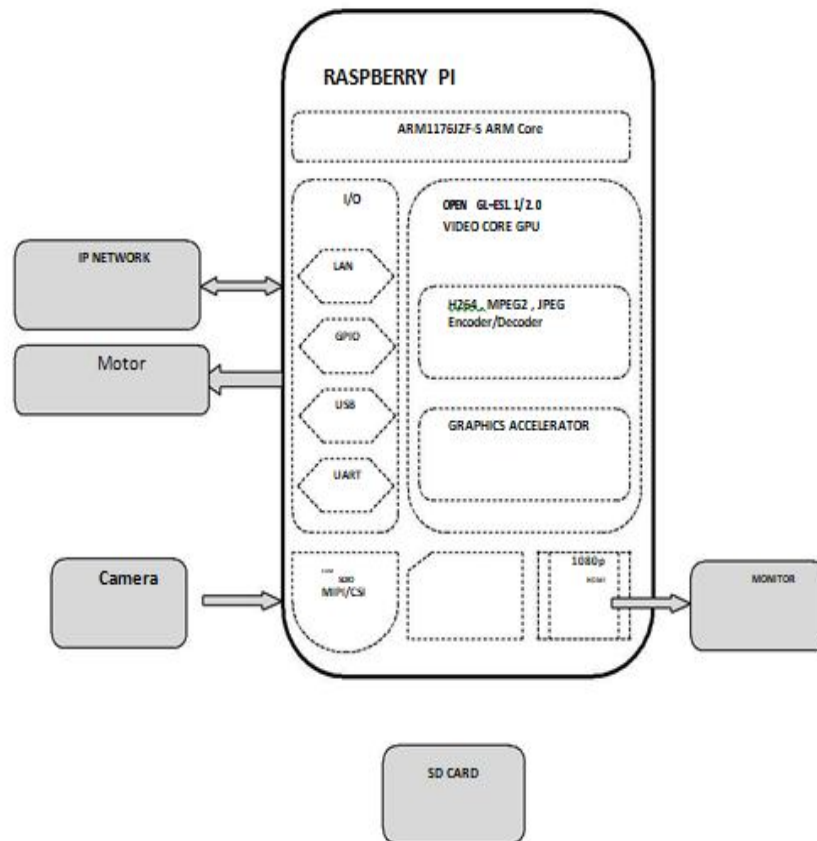 RASPBERRY PI
ARM1176JZF-S ARM Core
I/O
LAN
GPIO
USB
UART
OPEN GL-ES1.1/2.0
VIDEO CORE GPU
H264 , MPEG2 , JPEG
Encoder/Decoder
GRAPHICS ACCELERATOR
IP NETWORK
Motor
Camera
MIPI/CSI
1080p
HDMI
MONITOR
SD CARD